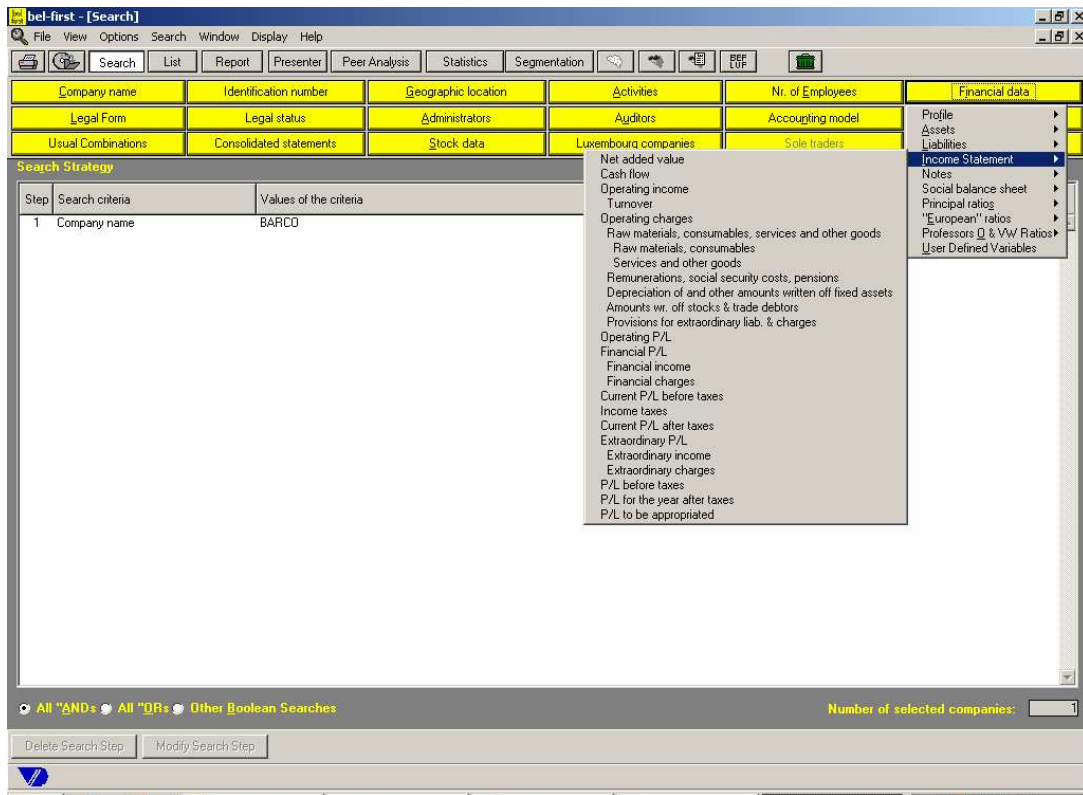 bel-first - [Search]
File View Options Search Window Display Help
Search List Report Presenter Peer Analysis Statistics Segmentation BEF LUF
Company name Identification number Geographic location Activities Nr. of Employees Financial data
Legal Form Legal status Administrators Auditors Accounting model
Usual Combinations Consolidated statements Stock data Luxembourg companies Sole traders
Profile
Assets
Liabilities
Income Statement
Notes
Social balance sheet
Principal ratios
"European" ratios
Professors O & VW Ratios
User Defined Variables
Net added value
Cash flow
Operating income
Turnover
Operating charges
Raw materials, consumables, services and other goods
Raw materials, consumables
Services and other goods
Remunerations, social security costs, pensions
Depreciation of and other amounts written off fixed assets
Amounts wr. off stocks & trade debtors
Provisions for extraordinary liab. & charges
Operating P/L
Financial P/L
Financial income
Financial charges
Current P/L before taxes
Income taxes
Current P/L after taxes
Extraordinary P/L
Extraordinary income
Extraordinary charges
P/L before taxes
P/L for the year after taxes
P/L to be appropriated
Search Strategy
Step Search criteria Values of the criteria
1 Company name BARCO
All "ANDs All "ORs Other Boolean Searches Number of selected companies: 1
Delete Search Step Modify Search Step